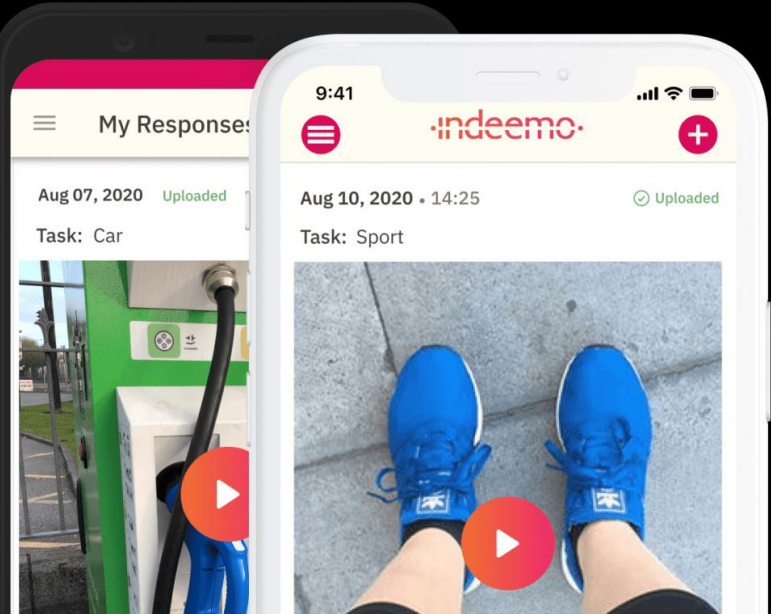 My Responses
Aug 07, 2020 Uploaded
Task: Car
9:41
indeemo
Aug 10, 2020 • 14:25 Uploaded
Task: Sport